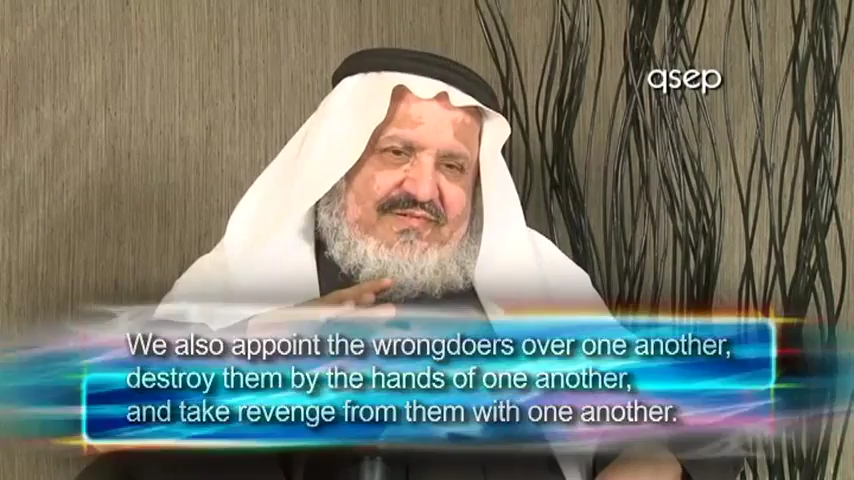 qsep
We also appoint the wrongdoers over one another,
destroy them by the hands of one another,
and take revenge from them with one another.